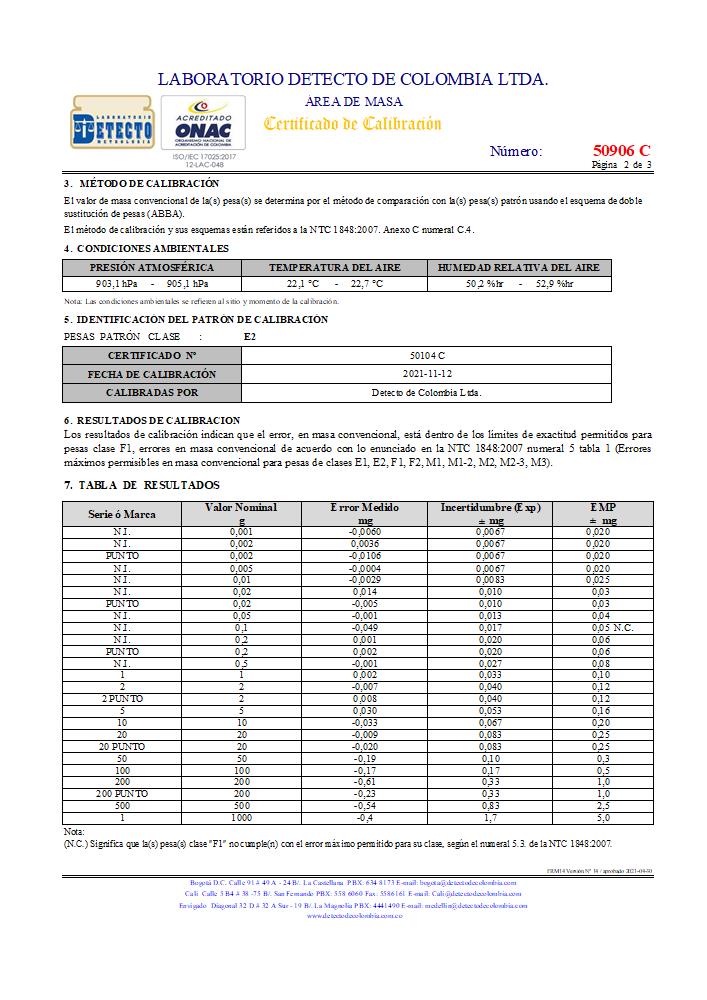 LABORATORIO DETECTO DE COLOMBIA LTDA.
ÁREA DE MASA
Certificado de Calibración
LABORATORIO
DETECTO
METROLOGIA
ACREDITADO
ONAC
ORGANISMO NACIONAL DE
ACREDITACIÓN DE COLOMBIA
ISO/IEC 17025:2017
12-LAC-048
Número: 50906 C
Página 2 de 3
3. MÉTODO DE CALIBRACIÓN
El valor de masa convencional de la(s) pesa(s) se determina por el método de comparación con la(s) pesa(s) patrón usando el esquema de doble
sustitución de pesas (ABBA).
El método de calibración y sus esquemas están referidos a la NTC 1848:2007. Anexo C numeral C.4.
4. CONDICIONES AMBIENTALES
PRESIÓN ATMOSFÉRICA TEMPERATURA DEL AIRE HUMEDAD RELATIVA DEL AIRE
903,1 hPa - 905,1 hPa 22,1 °C - 22,7 °C 50,2 %hr - 52,9 %hr
Nota: Las condiciones ambientales se refieren al sitio y momento de la calibración.
5. IDENTIFICACIÓN DEL PATRÓN DE CALIBRACIÓN
PESAS PATRÓN CLASE : E2
CERTIFICADO Nº 50104 C
FECHA DE CALIBRACIÓN 2021-11-12
CALIBRADAS POR Detecto de Colombia Ltda.
6. RESULTADOS DE CALIBRACION
Los resultados de calibración indican que el error, en masa convencional, está dentro de los límites de exactitud permitidos para
pesas clase F1, errores en masa convencional de acuerdo con lo enunciado en la NTC 1848:2007 numeral 5 tabla 1 (Errores
máximos permisibles en masa convencional para pesas de clases E1, E2, F1, F2, M1, M1-2, M2, M2-3, M3).
7. TABLA DE RESULTADOS
Serie ó Marca Valor Nominal Error Medido Incertidumbre (Exp) EMP
g mg ± mg ± mg
N.I. 0,001 -0,0060 0,0067 0,020
N.I. 0,002 0,0036 0,0067 0,020
PUNTO 0,002 -0,0106 0,0067 0,020
N.I. 0,005 -0,0004 0,0067 0,020
N.I. 0,01 -0,0029 0,0083 0,025
N.I. 0,02 0,014 0,010 0,03
PUNTO 0,02 -0,005 0,010 0,03
N.I. 0,05 -0,001 0,013 0,04
N.I. 0,1 -0,049 0,017 0,05 N.C.
N.I. 0,2 0,001 0,020 0,06
PUNTO 0,2 0,002 0,020 0,06
N.I. 0,5 -0,001 0,027 0,08
1 1 0,002 0,033 0,10
2 2 -0,007 0,040 0,12
2 PUNTO 2 0,008 0,040 0,12
5 5 0,030 0,053 0,16
10 10 -0,033 0,067 0,20
20 20 -0,009 0,083 0,25
20 PUNTO 20 -0,020 0,083 0,25
50 50 -0,19 0,10 0,3
100 100 -0,17 0,17 0,5
200 200 -0,61 0,33 1,0
200 PUNTO 200 -0,23 0,33 1,0
500 500 -0,54 0,83 2,5
1 1000 -0,4 1,7 5,0
Nota:
(N.C.) Significa que la(s) pesa(s) clase "F1" no cumple(n) con el error máximo permitido para su clase, según el numeral 5.3. de la NTC 1848:2007.
FRM14 Versión Nº 14 / aprobado 2021-04-30
Bogotá D.C. Calle 91 # 49 A - 24 B/. La Castellana PBX: 634 8173 E-mail: bogota@detectodecolombia.com
Cali Calle 5 B4 # 38 -75 B/. San Fernando PBX: 558 6060 Fax: 5586161 E-mail: Cali@detectodecolombia.com
Envigado Diagonal 32 D # 32 A Sur - 19 B/. La Magnolia PBX: 4441490 E-mail: medellin@detectodecolombia.com
www.detectodecolombia.com.co